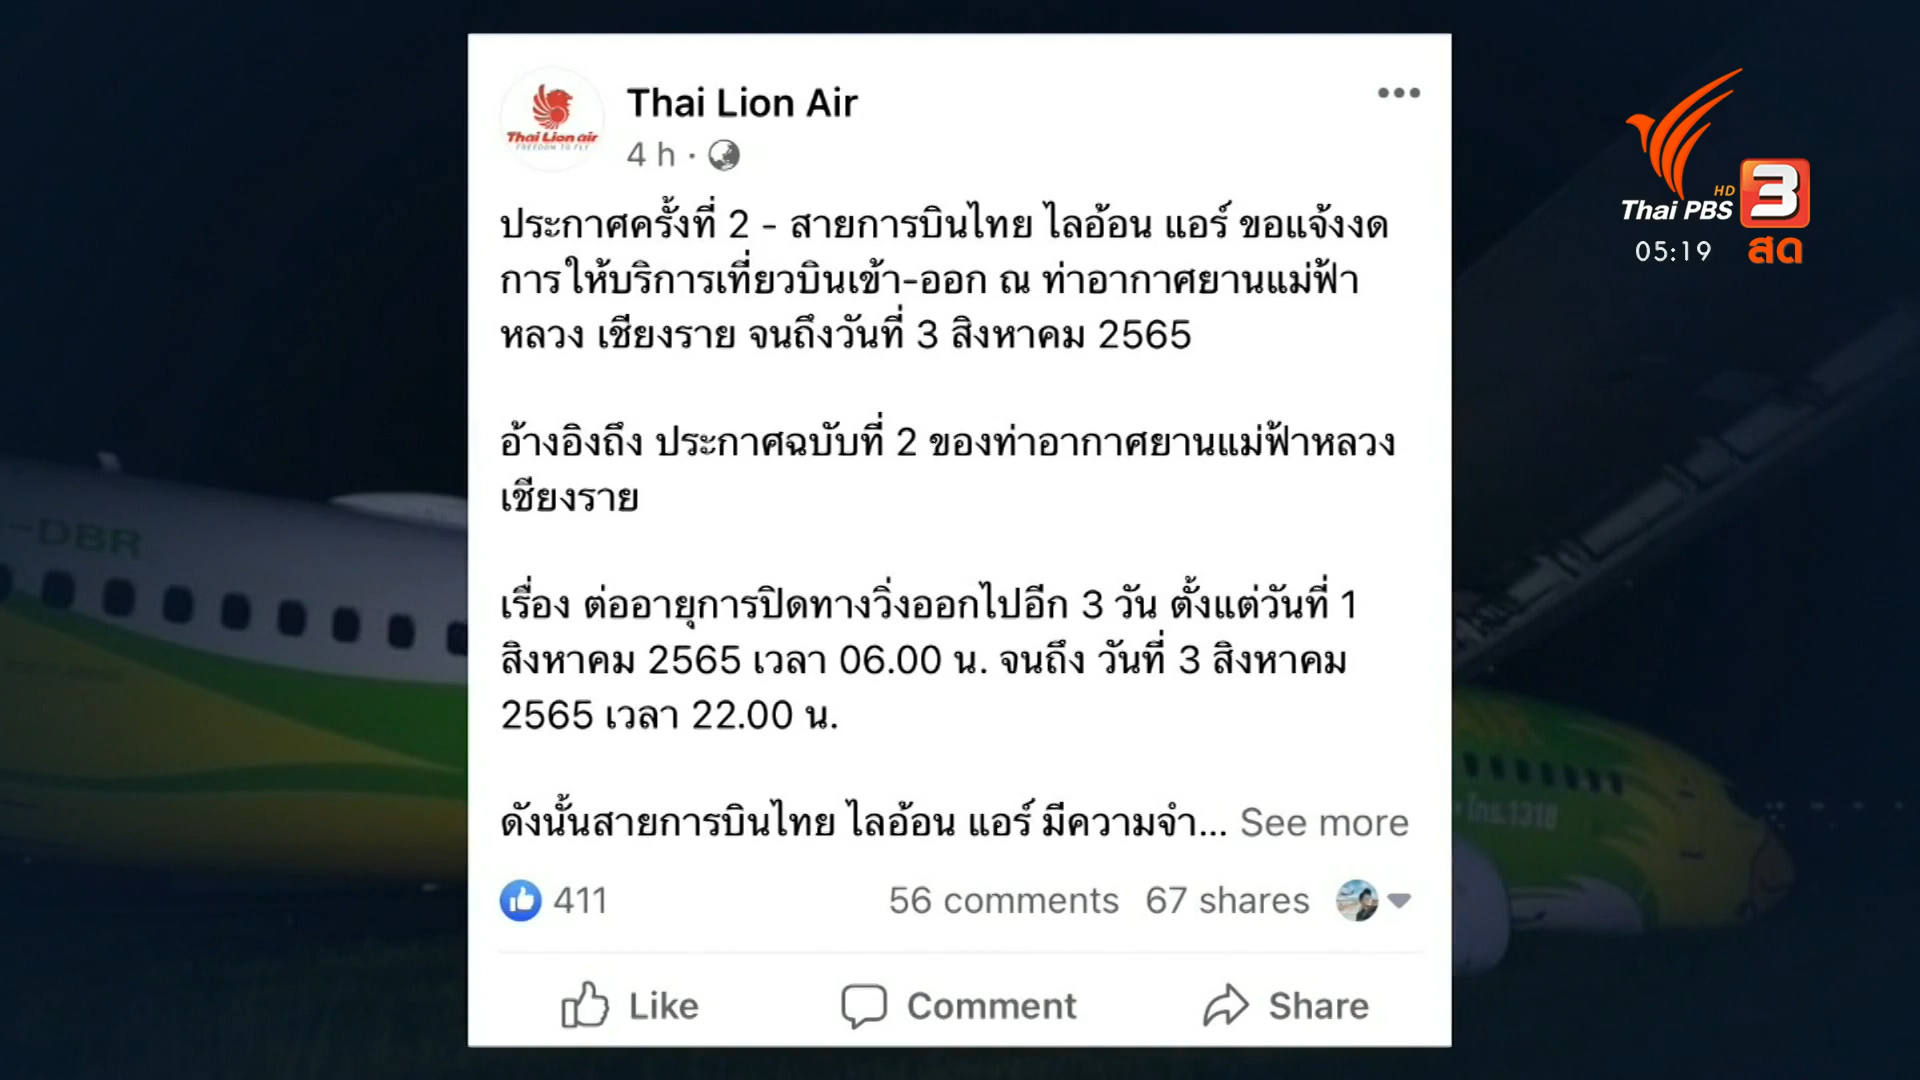 Thai Lion Air
Thai Lion air
FREEDOM TO FLY
4 h ·
ประกาศครั้งที่ 2 - สายการบินไทย ไลอ้อน แอร์ ขอแจ้งงด
การให้บริการเที่ยวบินเข้า-ออก ณ ท่าอากาศยานแม่ฟ้า
หลวง เชียงราย จนถึงวันที่ 3 สิงหาคม 2565
อ้างอิงถึง ประกาศฉบับที่ 2 ของท่าอากาศยานแม่ฟ้าหลวง
เชียงราย
เรื่อง ต่ออายุการปิดทางวิ่งออกไปอีก 3 วัน ตั้งแต่วันที่ 1
สิงหาคม 2565 เวลา 06.00 น. จนถึง วันที่ 3 สิงหาคม
2565 เวลา 22.00 น.
ดังนั้นสายการบินไทย ไลอ้อน แอร์ มีความจำ... See more
411
56 comments 67 shares
Like Comment Share
Thai PBS HD 3
05:19 สด
-DBR
โทร.1318